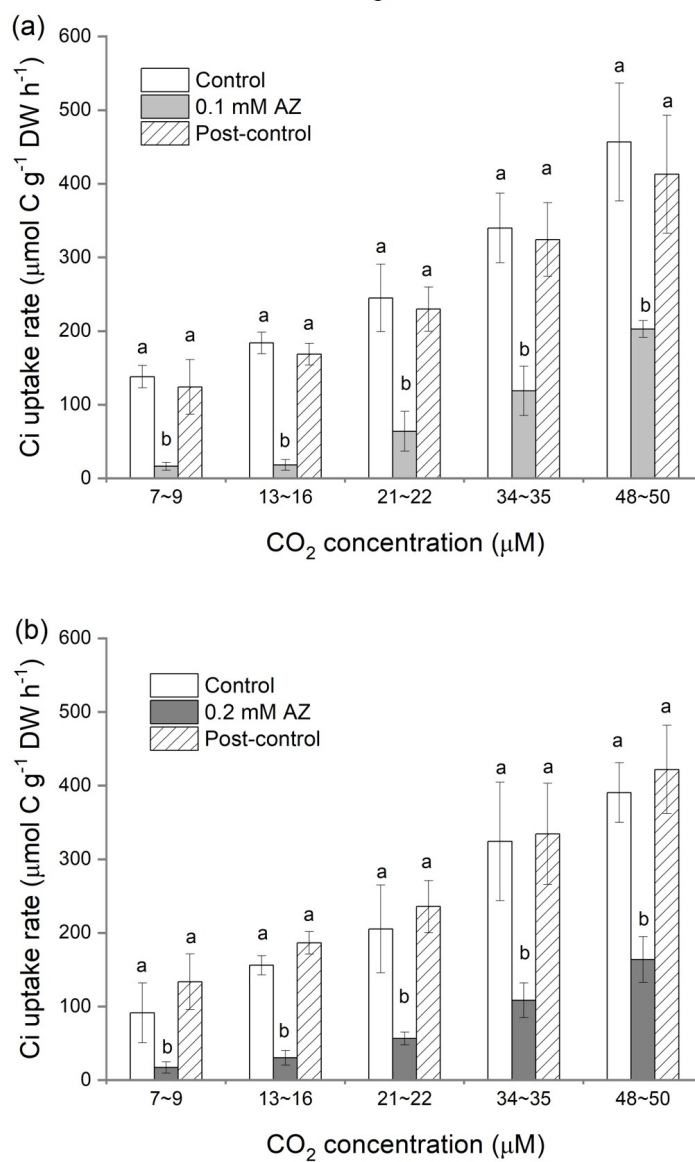 (a)
600
500
400
300
200
100
0
Ci uptake rate (μmol C g⁻¹ DW h⁻¹)
Control
0.1 mM AZ
Post-control
a b a
a b a
a b a
a b a
a b a
7~9 13~16 21~22 34~35 48~50
CO₂ concentration (μM)
(b)
600
500
400
300
200
100
0
Ci uptake rate (μmol C g⁻¹ DW h⁻¹)
Control
0.2 mM AZ
Post-control
a b a
a b a
a b a
a b a
a b a
7~9 13~16 21~22 34~35 48~50
CO₂ concentration (μM)